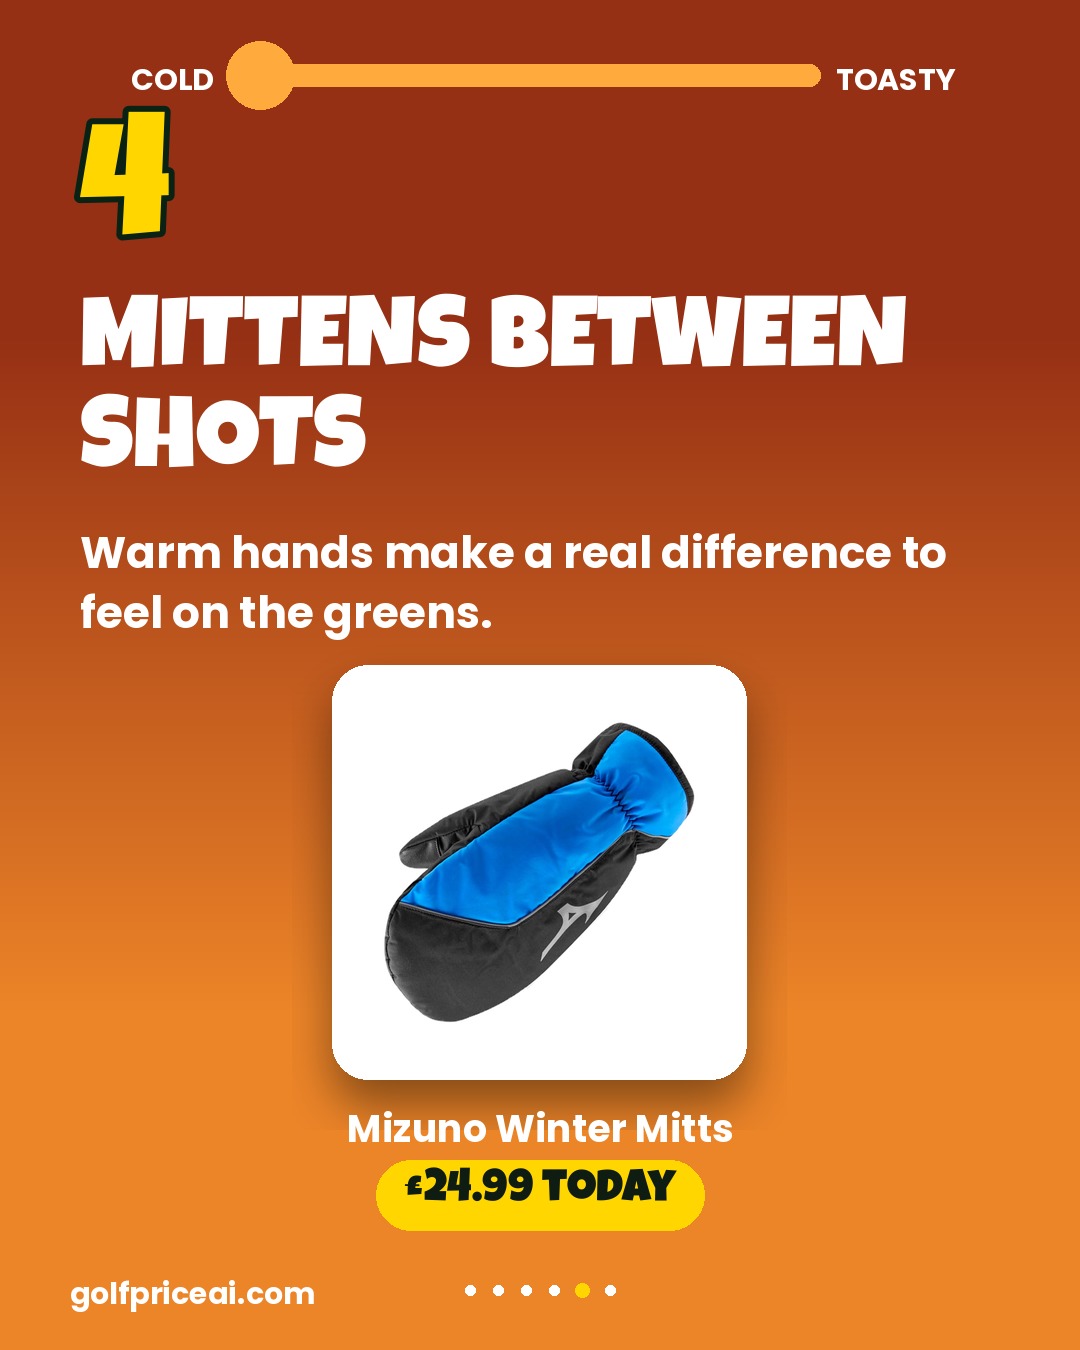 COLD TOASTY
4
MITTENS BETWEEN
SHOTS
Warm hands make a real difference to
feel on the greens.
Mizuno Winter Mitts
£24.99 TODAY
golfpriceai.com